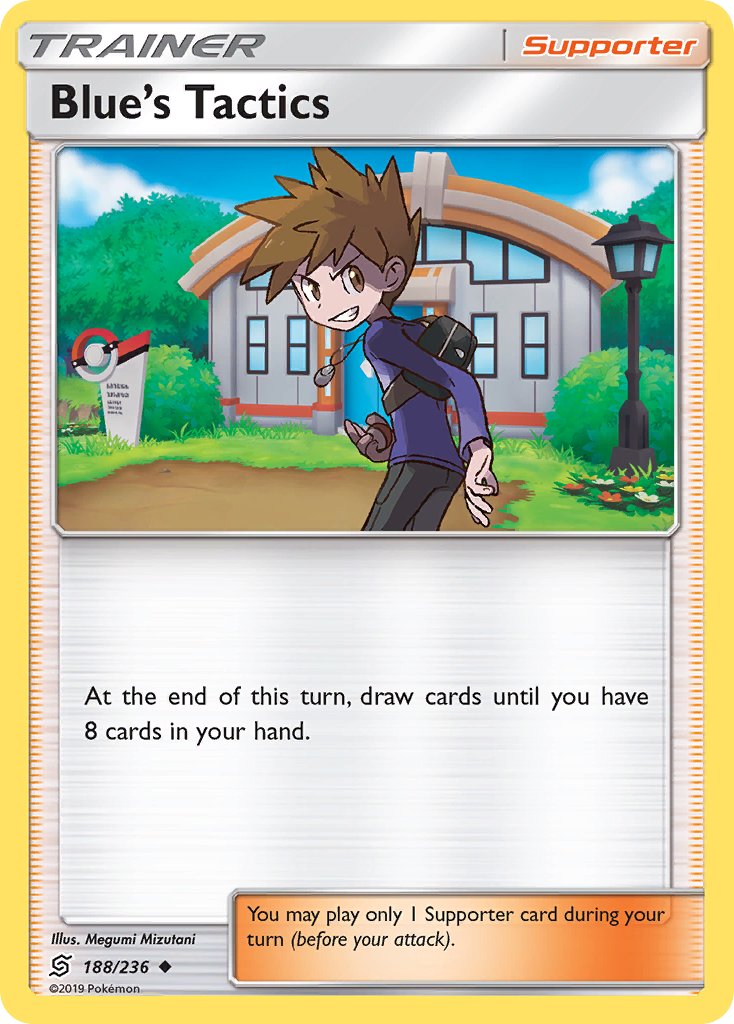 TRAINER
Supporter
Blue's Tactics
At the end of this turn, draw cards until you have
8 cards in your hand.
You may play only 1 Supporter card during your
turn (before your attack).
Illus. Megumi Mizutani
188/236 ◆
©2019 Pokémon